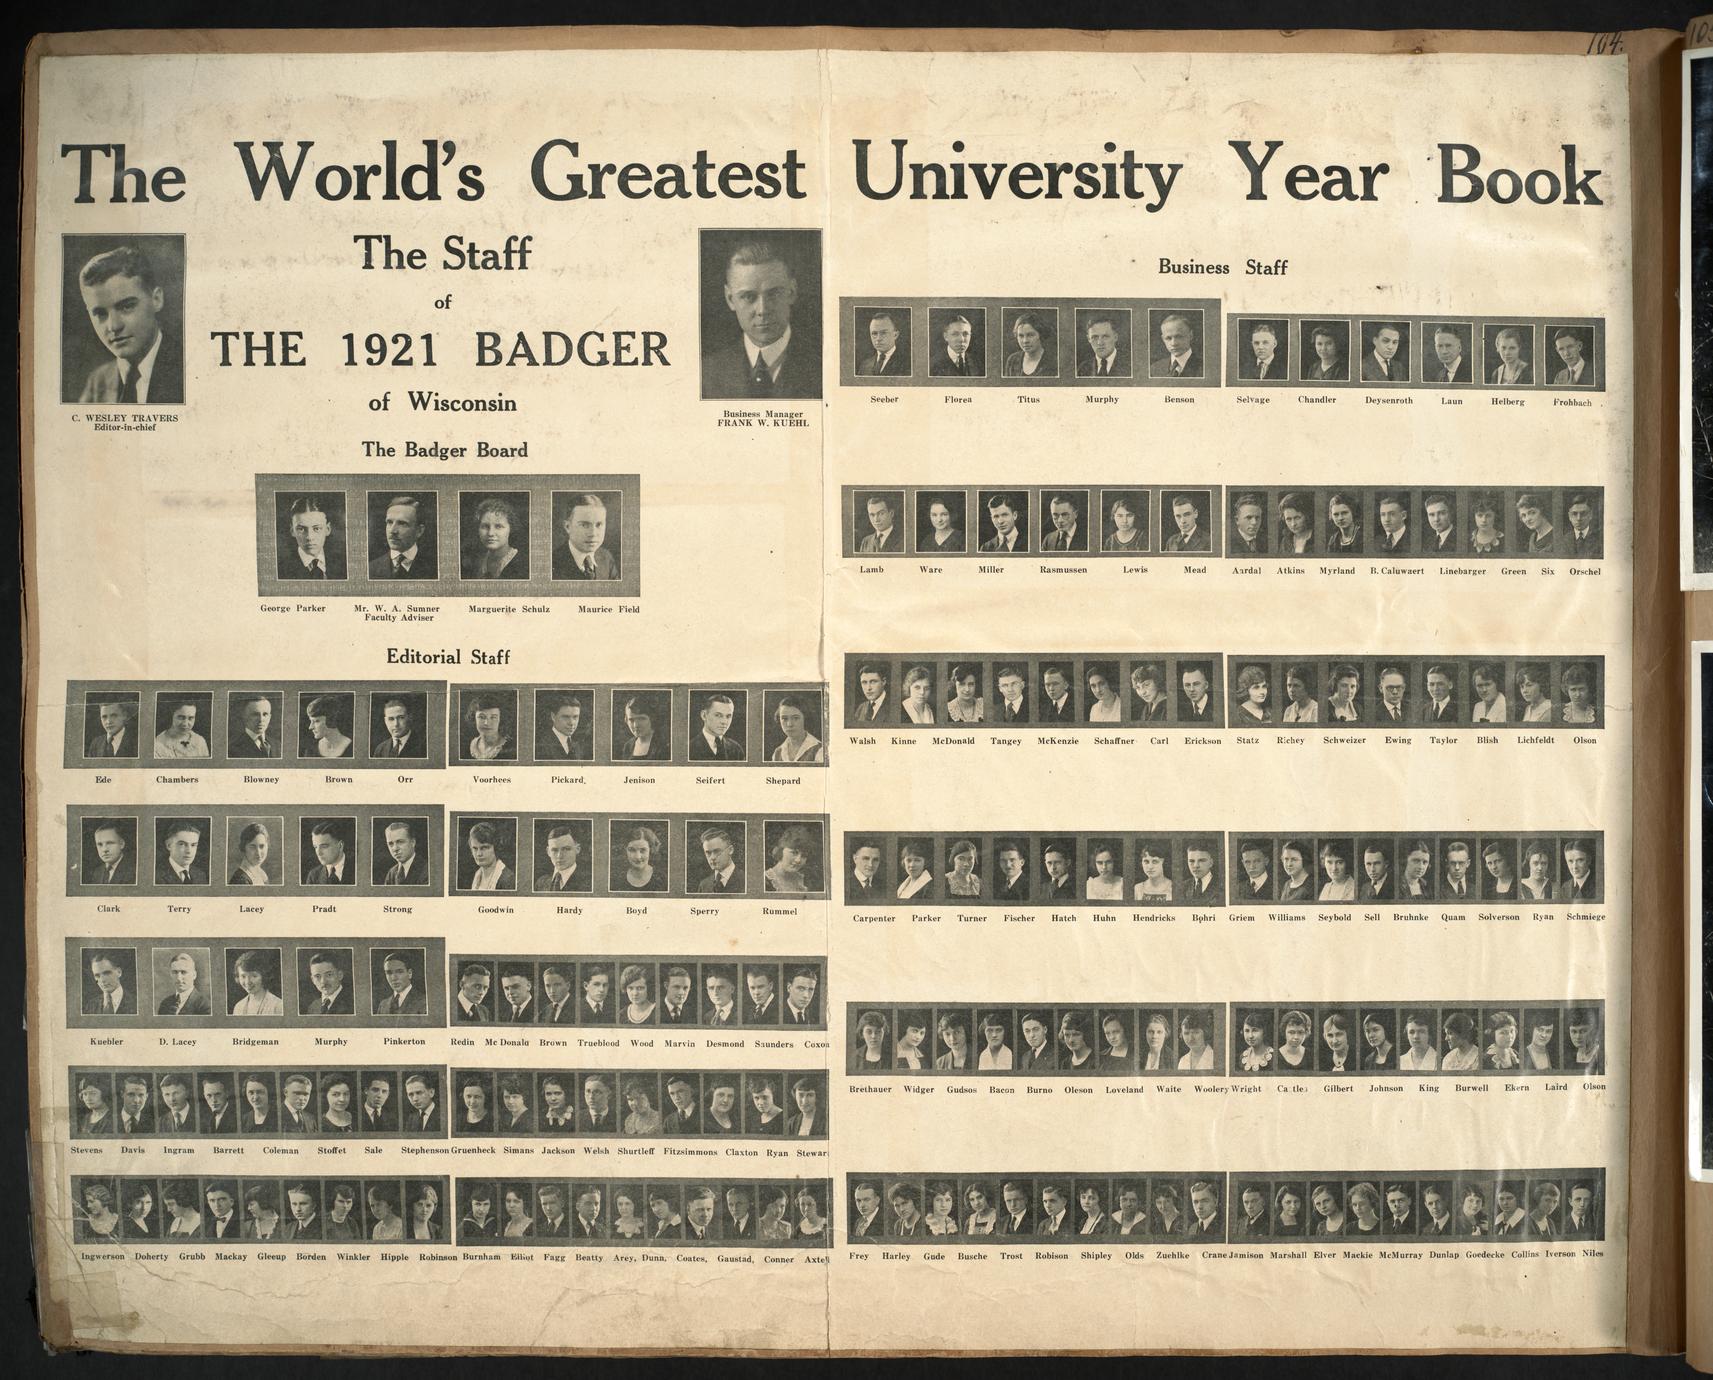 104.
The World's Greatest University Year Book
The Staff
of
THE 1921 BADGER
of Wisconsin
C. WESLEY TRAVERS
Editor-in-chief
Business Manager
FRANK W. KUEHL
The Badger Board
George Parker Mr. W. A. Sumner Marguerite Schulz Maurice Field
Faculty Adviser
Editorial Staff
Ede Chambers Blowney Brown Orr Voorhees Pickard, Jenison Seifert Shepard
Clark Terry Lacey Pradt Strong Goodwin Hardy Boyd Sperry Rummel
Kuebler D. Lacey Bridgeman Murphy Pinkerton Redin Mc Donald Brown Trueblood Wood Marvin Desmond Saunders Coxon
Stevens Davis Ingram Barrett Coleman Stoffet Sale Stephenson Gruenheck Simans Jackson Welsh Shurtleff Fitzsimmons Claxton Ryan Stewar
Ingwerson Doherty Grubb Mackay Gleeup Borden Winkler Hipple Robinson Burnham Elliot Fagg Beatty Arey, Dunn, Coates, Gaustad, Conner Axtell
Business Staff
Seeber Florea Titus Murphy Benson Selvage Chandler Deysenroth Laun Helberg Frohbach
Lamb Ware Miller Rasmussen Lewis Mead Aardal Atkins Myrland B. Caluwaert Linebarger Green Six Orschel
Walsh Kinne McDonald Tangey McKenzie Schaffner Carl Erickson Statz Richey Schweizer Ewing Taylor Blish Lichfeldt Olson
Carpenter Parker Turner Fischer Hatch Huhn Hendricks Bohri Griem Williams Seybold Sell Bruhnke Quam Solverson Ryan Schmiege
Brethauer Widger Gudsos Bacon Burno Oleson Loveland Waite Woolery Wright Gilbert Johnson King Burwell Ekern Laird Olson
Frey Harley Gude Busche Trost Robison Shipley Olds Zuehlke Crane Jamison Marshall Elver Mackie McMurray Dunlap Goedecke Collins Iverson Niles